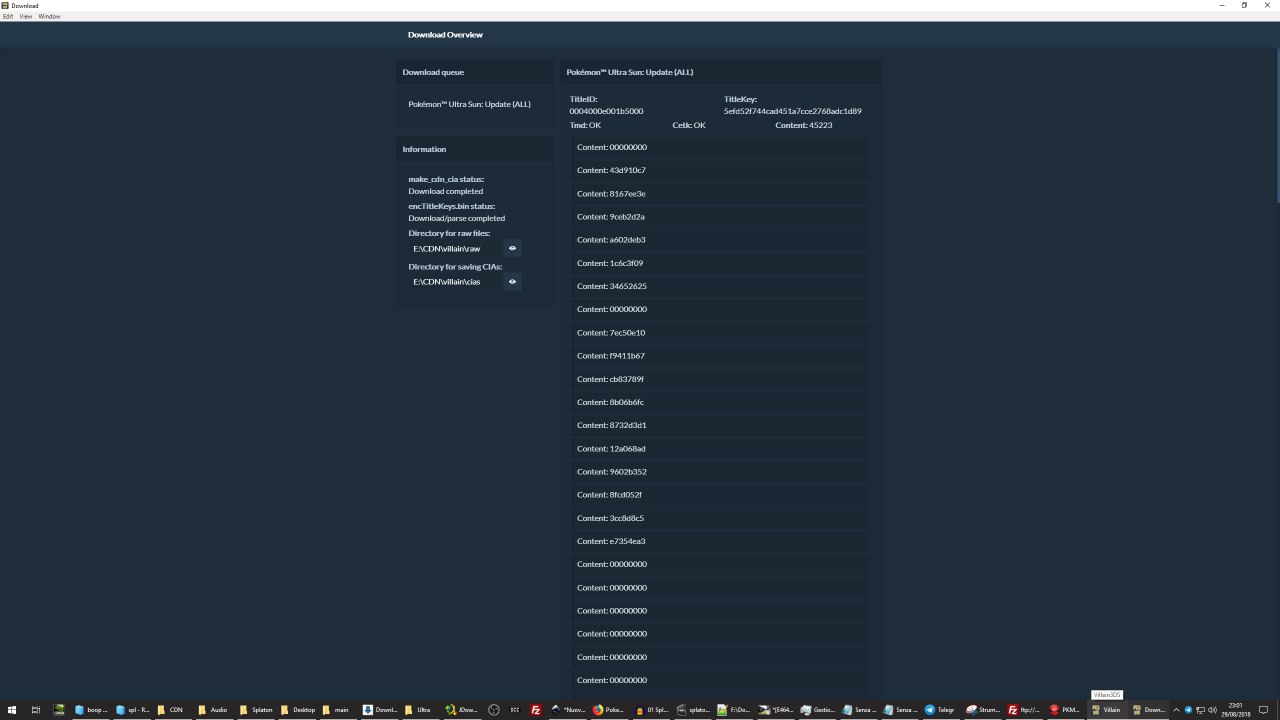 Download
Edit View Window
Download Overview
Download queue
Pokémon™ Ultra Sun: Update (ALL)
Information
make_cdn_cia status:
Download completed
encTitleKeys.bin status:
Download/parse completed
Directory for raw files:
E:\CDN\villain\raw
Directory for saving CIAs:
E:\CDN\villain\cias
Pokémon™ Ultra Sun: Update (ALL)
TitleID: TitleKey:
0004000e001b5000 5efd52f744cad451a7cce2768adc1d89
Tmd: OK Cetk: OK Content: 45223
Content: 00000000
Content: 43d910c7
Content: 8167ee3e
Content: 9ceb2d2a
Content: a602deb3
Content: 1c6c3f09
Content: 34652625
Content: 00000000
Content: 7ec50e10
Content: f9411b67
Content: cb83789f
Content: 8b06b6fc
Content: 8732d3d1
Content: 12a068ad
Content: 9602b352
Content: 8fcd052f
Content: 3cc8d8c5
Content: e7354ea3
Content: 00000000
Content: 00000000
Content: 00000000
Content: 00000000
Content: 00000000
Content: 00000000
Villain3DS
boop ... spl - R... CDN Audio Splaton Desktop main Downl... Ultra JDow... *Nuov... Poke... 01 Spl... splato... F:\Do... *[E464... Gestio... Senza ... Senza ... Telegr Strum... ftp://... PKM... Villain Downl... 23:01
29/08/2018